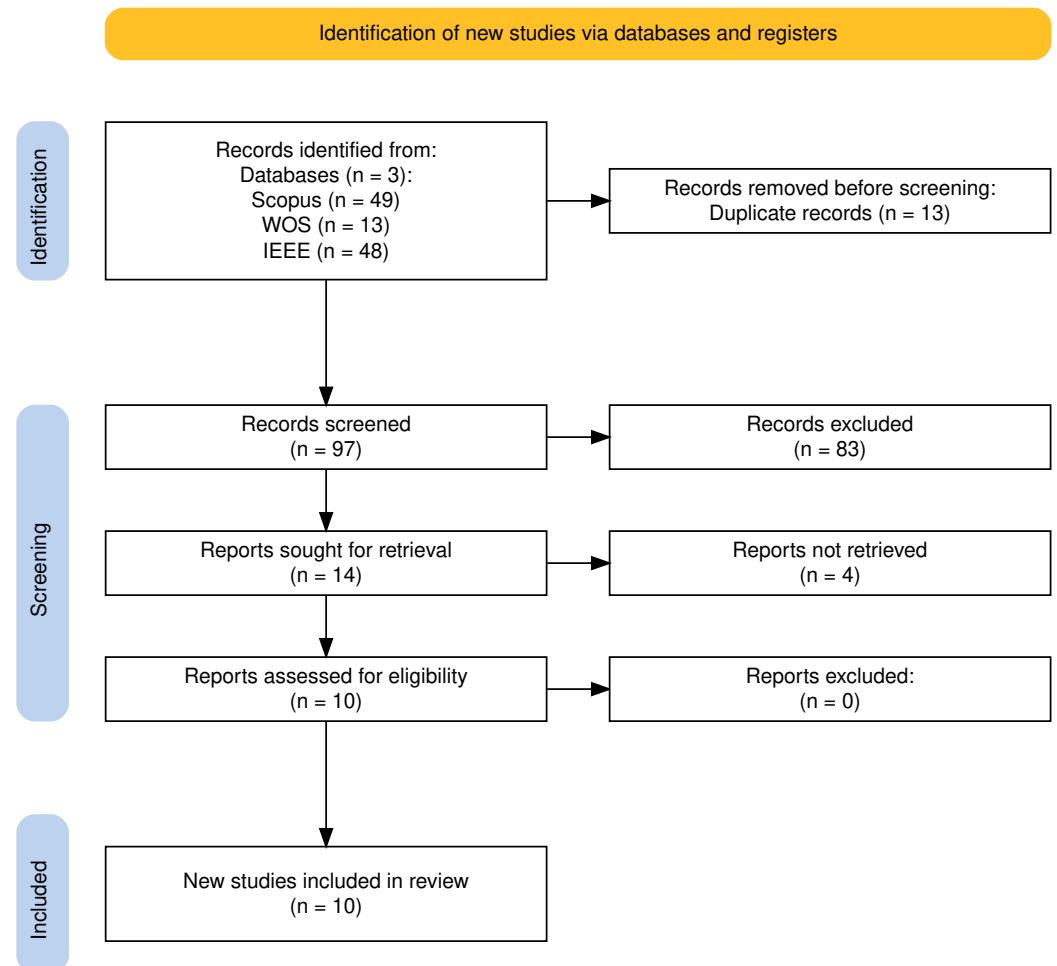 Identification of new studies via databases and registers
Identification
Records identified from:
Databases (n = 3):
Scopus (n = 49)
WOS (n = 13)
IEEE (n = 48)
Records removed before screening:
Duplicate records (n = 13)
Screening
Records screened
(n = 97)
Records excluded
(n = 83)
Reports sought for retrieval
(n = 14)
Reports not retrieved
(n = 4)
Reports assessed for eligibility
(n = 10)
Reports excluded:
(n = 0)
Included
New studies included in review
(n = 10)